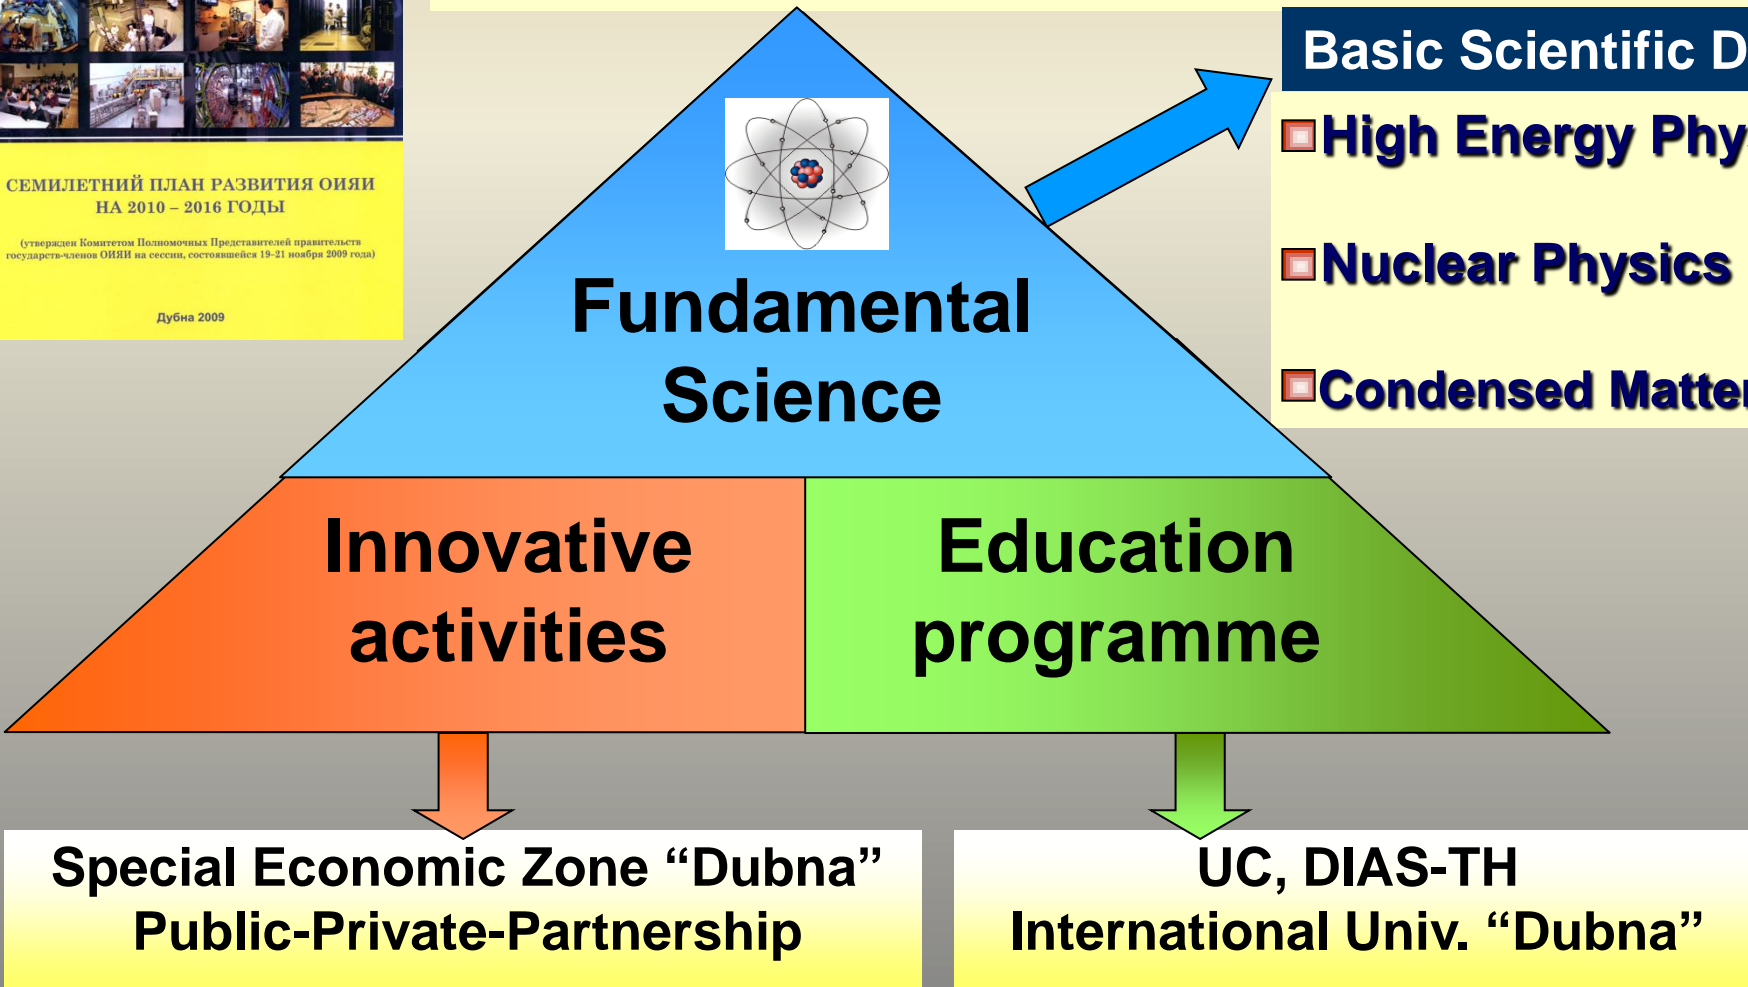 СЕМИЛЕТНИЙ ПЛАН РАЗВИТИЯ ОИЯИ
НА 2010 – 2016 ГОДЫ
(утвержден Комитетом Полномочных Представителей правительств
государств-членов ОИЯИ на сессии, состоявшейся 19-21 ноября 2009 года)
Дубна 2009
Basic Scientific D
High Energy Phy
Nuclear Physics
Condensed Matter
Fundamental
Science
Innovative
activities
Education
programme
Special Economic Zone “Dubna”
Public-Private-Partnership
UC, DIAS-TH
International Univ. “Dubna”